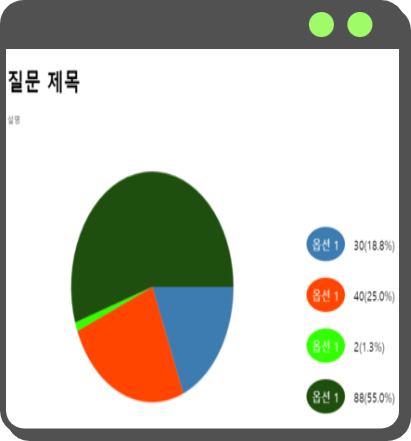 질문 제목
설명
옵션 1 30(18.8%)
옵션 1 40(25.0%)
옵션 1 2(1.3%)
옵션 1 88(55.0%)